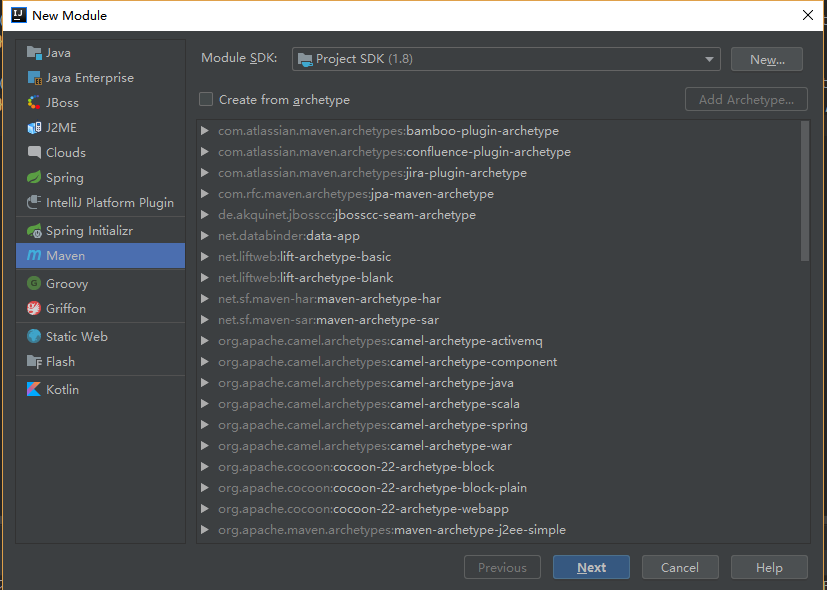 New Module
Java
Java Enterprise
JBoss
J2ME
Clouds
Spring
IntelliJ Platform Plugin
Spring Initializr
Maven
Groovy
Griffon
Static Web
Flash
Kotlin
Module SDK: Project SDK (1.8) New...
Create from archetype Add Archetype...
com.atlassian.maven.archetypes:bamboo-plugin-archetype
com.atlassian.maven.archetypes:confluence-plugin-archetype
com.atlassian.maven.archetypes:jira-plugin-archetype
com.rfc.maven.archetypes:jpa-maven-archetype
de.akquinet.jbosscc:jbosscc-seam-archetype
net.databinder:data-app
net.liftweb:lift-archetype-basic
net.liftweb:lift-archetype-blank
net.sf.maven-har:maven-archetype-har
net.sf.maven-sar:maven-archetype-sar
org.apache.camel.archetypes:camel-archetype-activemq
org.apache.camel.archetypes:camel-archetype-component
org.apache.camel.archetypes:camel-archetype-java
org.apache.camel.archetypes:camel-archetype-scala
org.apache.camel.archetypes:camel-archetype-spring
org.apache.camel.archetypes:camel-archetype-war
org.apache.cocoon:cocoon-22-archetype-block
org.apache.cocoon:cocoon-22-archetype-block-plain
org.apache.cocoon:cocoon-22-archetype-webapp
org.apache.maven.archetypes:maven-archetype-j2ee-simple
Previous Next Cancel Help